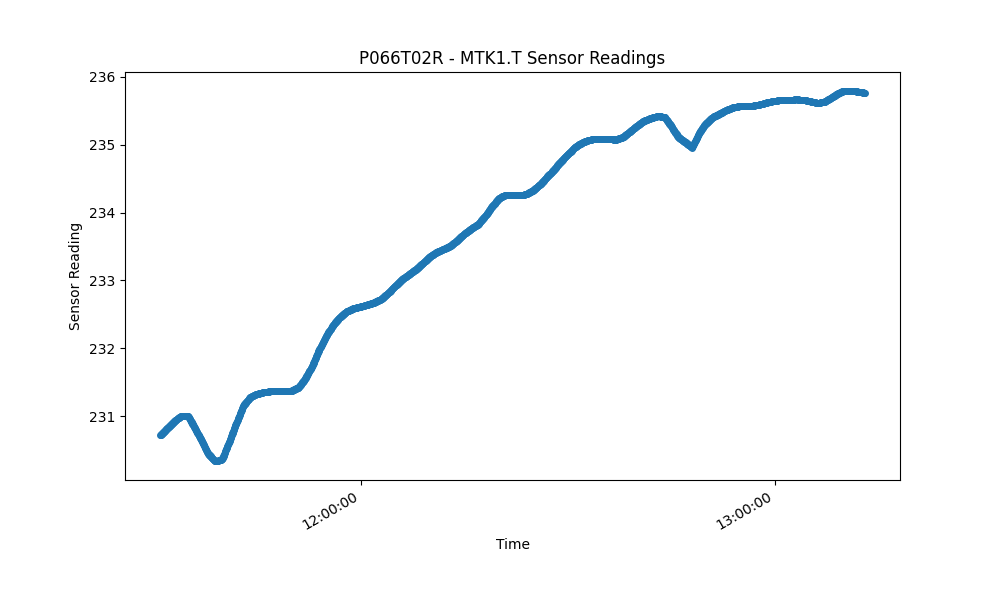 P066T02R - MTK1.T Sensor Readings
Sensor Reading
236
235
234
233
232
231
12:00:00
13:00:00
Time